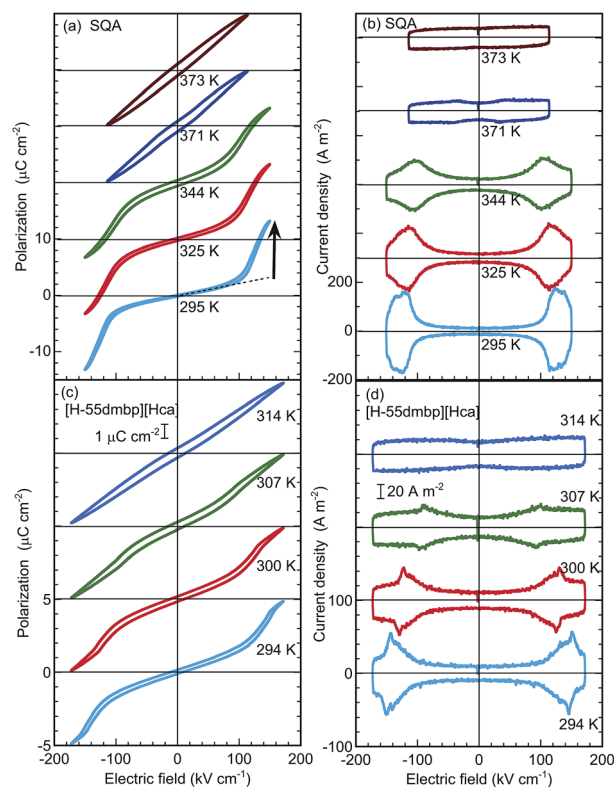 (a) SQA
373 K
371 K
344 K
325 K
295 K
10
0
-10
Polarization (μC cm⁻²)
(b) SQA
373 K
371 K
344 K
325 K
295 K
200
0
-200
Current density (A m⁻²)
(c) [H-55dmbp][Hca]
1 μC cm⁻²
314 K
307 K
300 K
294 K
5
0
-5
Polarization (μC cm⁻²)
-200 -100 0 100 200
Electric field (kV cm⁻¹)
(d) [H-55dmbp][Hca]
314 K
20 A m⁻²
307 K
300 K
294 K
100
0
-100
Current density (A m⁻²)
-200 -100 0 100 200
Electric field (kV cm⁻¹)